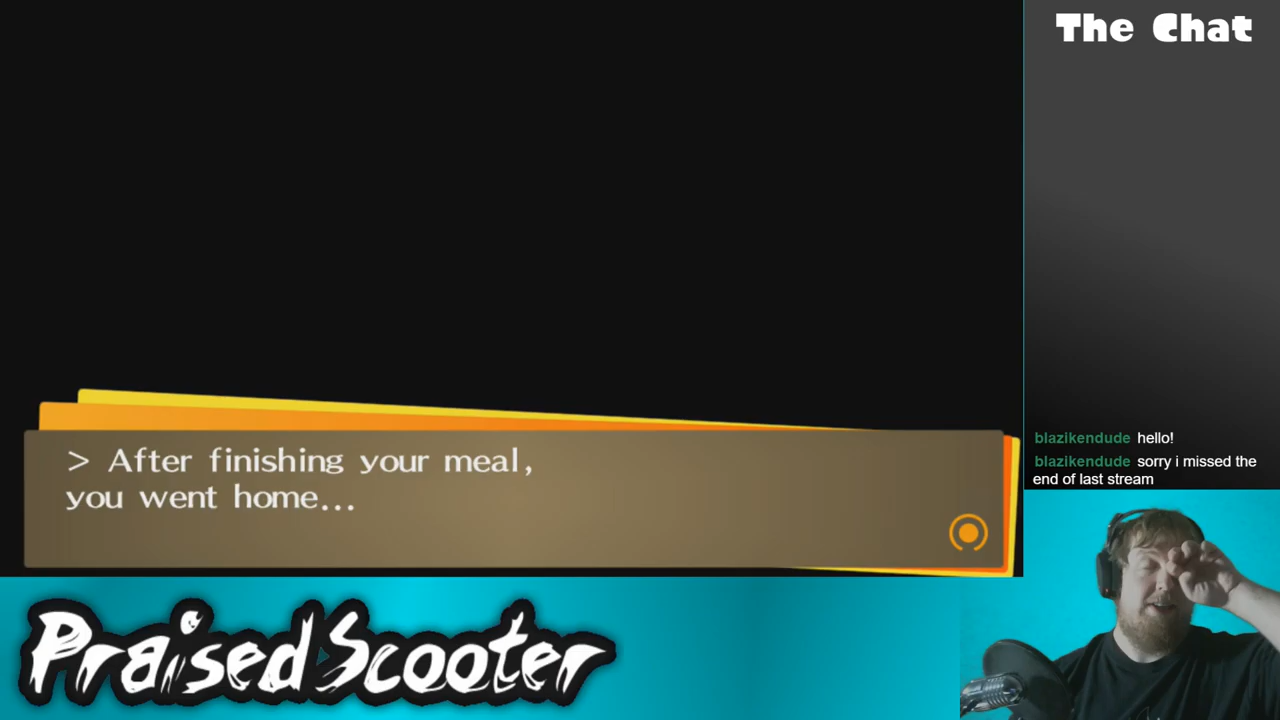 The Chat
blazikendude hello!
blazikendude sorry i missed the
end of last stream
> After finishing your meal,
you went home...
PraisedScooter